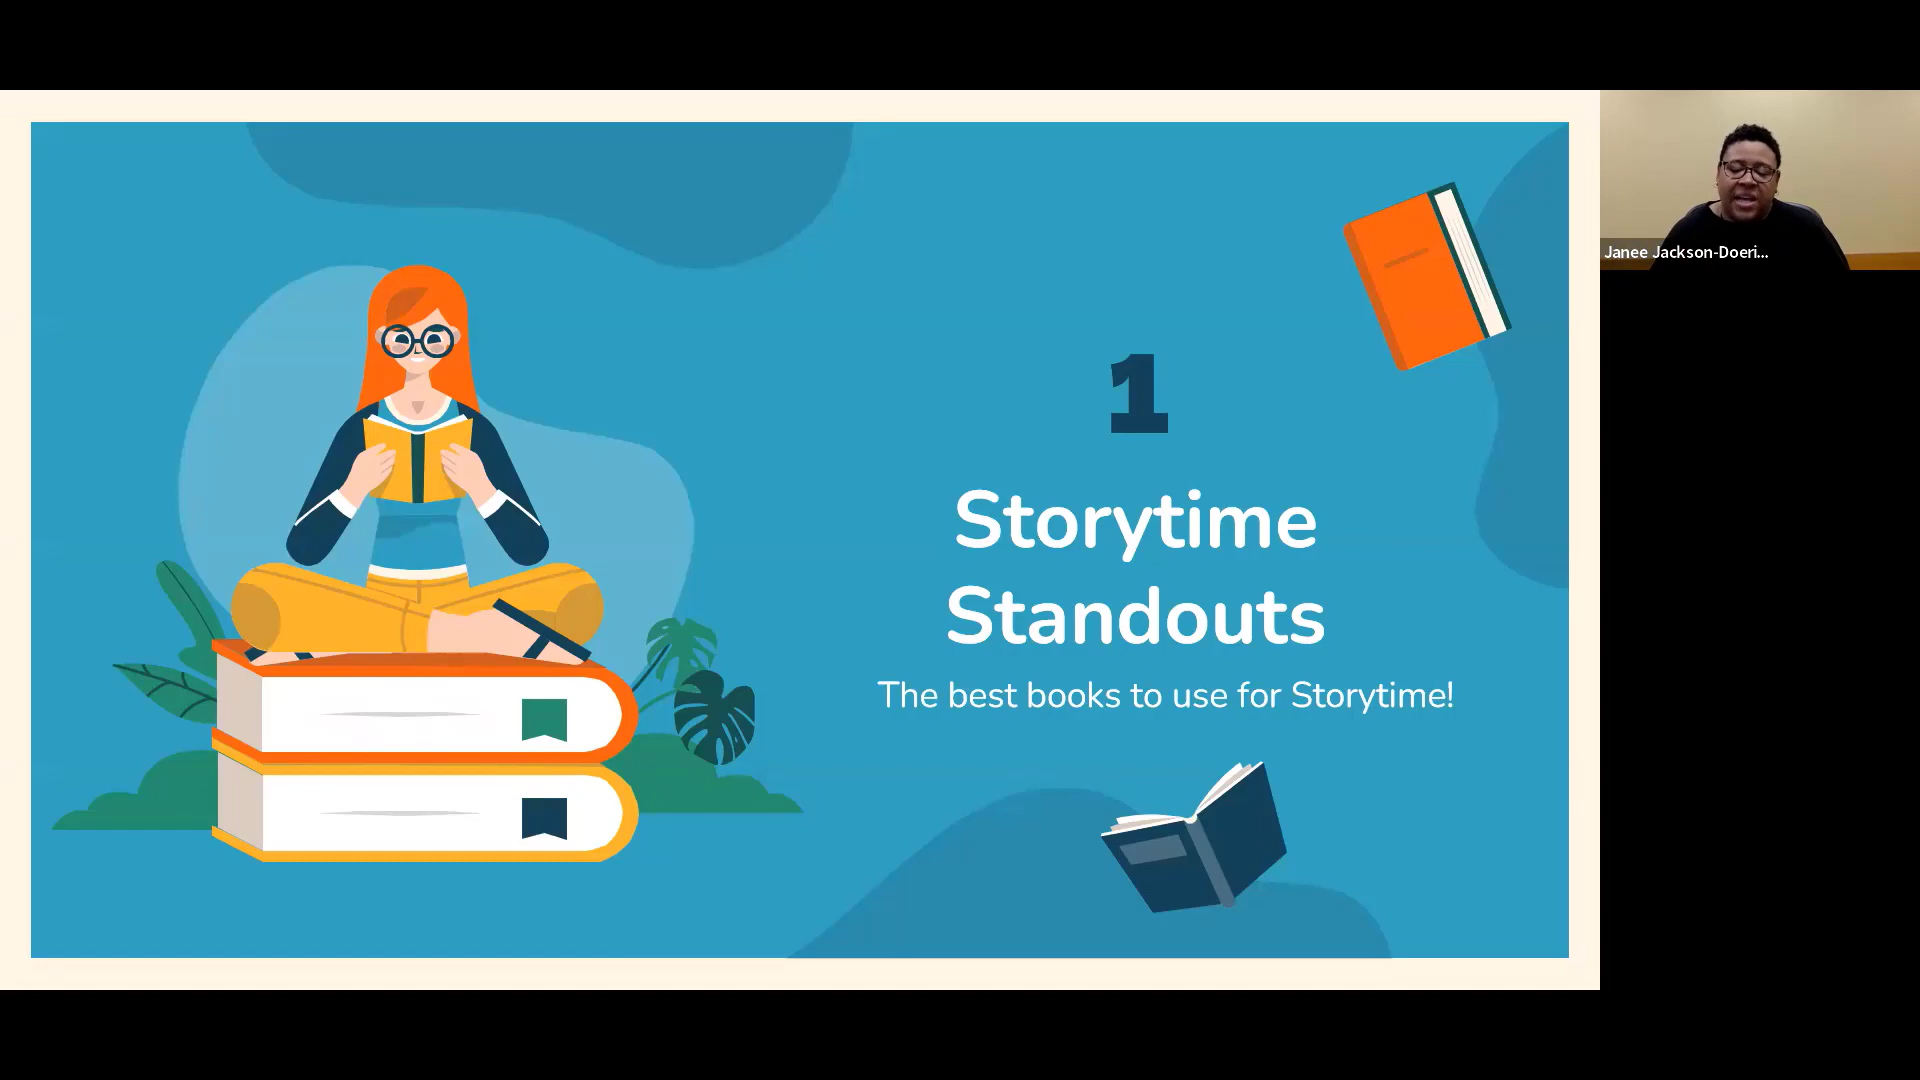 1
Storytime
Standouts
The best books to use for Storytime!
Janee Jackson-Doeri...